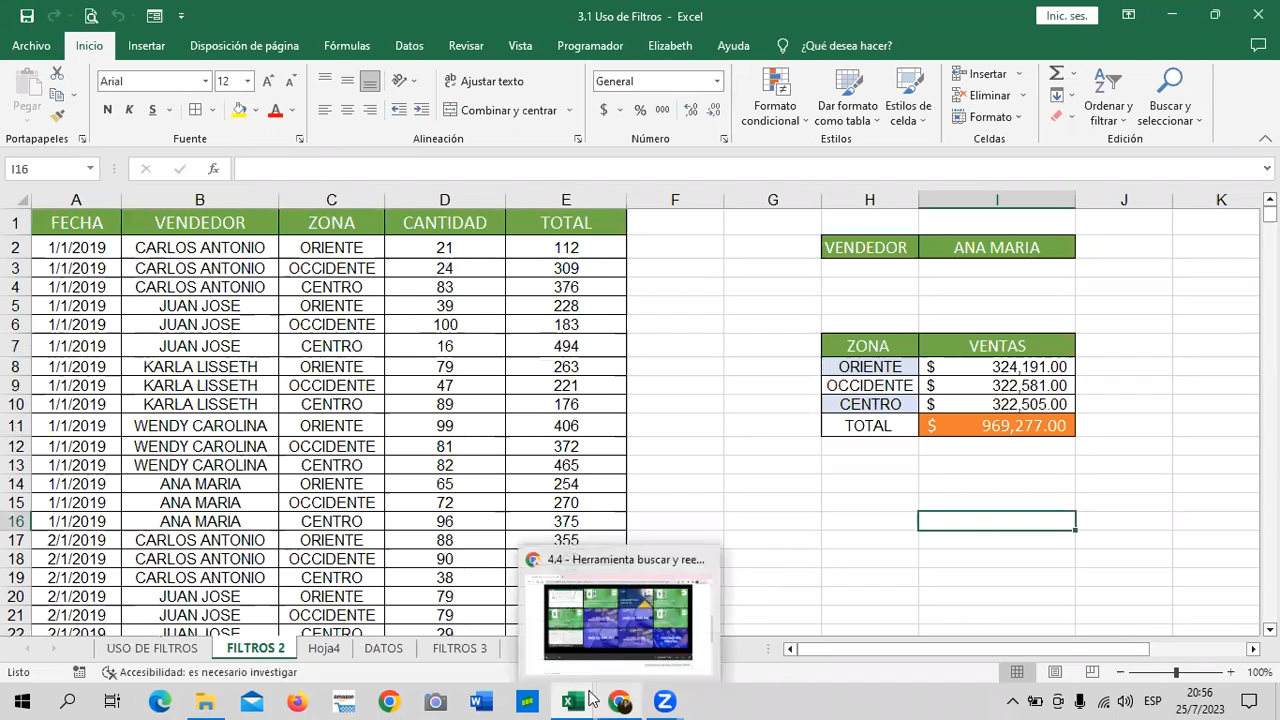 3.1 Uso de Filtros - Excel
Inic. ses.
Archivo Inicio Insertar Disposición de página Fórmulas Datos Revisar Vista Programador Elizabeth Ayuda ¿Qué desea hacer?
Pegar
Arial 12
N K S
Ajustar texto
Combinar y centrar
General
$ % 000
Formato condicional
Dar formato como tabla
Estilos de celda
Insertar
Eliminar
Formato
Ordenar y filtrar
Buscar y seleccionar
Portapapeles Fuente Alineación Número Estilos Celdas Edición
I16 fx
A B C D E F G H I J K
1 FECHA VENDEDOR ZONA CANTIDAD TOTAL
2 1/1/2019 CARLOS ANTONIO ORIENTE 21 112 VENDEDOR ANA MARIA
3 1/1/2019 CARLOS ANTONIO OCCIDENTE 24 309
4 1/1/2019 CARLOS ANTONIO CENTRO 83 376
5 1/1/2019 JUAN JOSE ORIENTE 39 228
6 1/1/2019 JUAN JOSE OCCIDENTE 100 183
7 1/1/2019 JUAN JOSE CENTRO 16 494 ZONA VENTAS
8 1/1/2019 KARLA LISSETH ORIENTE 79 263 ORIENTE $ 324,191.00
9 1/1/2019 KARLA LISSETH OCCIDENTE 47 221 OCCIDENTE $ 322,581.00
10 1/1/2019 KARLA LISSETH CENTRO 89 176 CENTRO $ 322,505.00
11 1/1/2019 WENDY CAROLINA ORIENTE 99 406 TOTAL $ 969,277.00
12 1/1/2019 WENDY CAROLINA OCCIDENTE 81 372
13 1/1/2019 WENDY CAROLINA CENTRO 82 465
14 1/1/2019 ANA MARIA ORIENTE 65 254
15 1/1/2019 ANA MARIA OCCIDENTE 72 270
16 1/1/2019 ANA MARIA CENTRO 96 375
17 2/1/2019 CARLOS ANTONIO ORIENTE 88 355
18 2/1/2019 CARLOS ANTONIO OCCIDENTE 90
19 2/1/2019 CARLOS ANTONIO CENTRO 38
20 2/1/2019 JUAN JOSE ORIENTE 79
21 2/1/2019 JUAN JOSE OCCIDENTE 79
22 2/1/2019 JUAN JOSE CENTRO 29
4.4 - Herramienta buscar y ree...
USO DE FILTROS FILTROS 2 Hoja4 DATOS FILTROS 3
Listo Accesibilidad: es necesario investigar 100%
ESP
20:56
25/7/2023